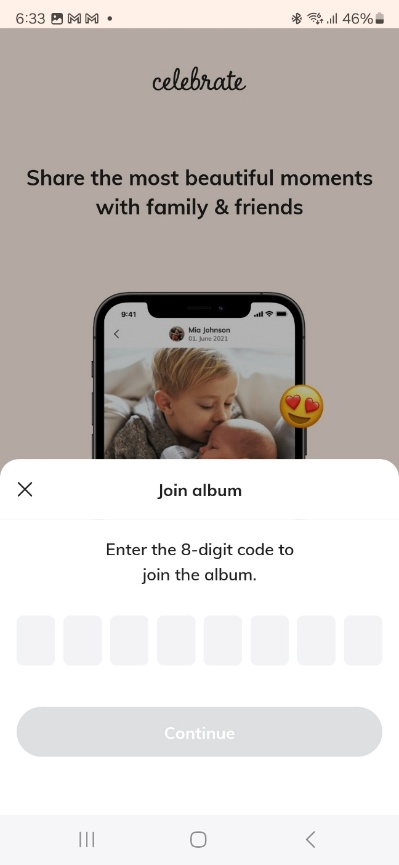 6:33
46%
celebrate
Share the most beautiful moments
with family & friends
9:41
Mia Johnson
01. June 2021
Join album
Enter the 8-digit code to
join the album.
Continue